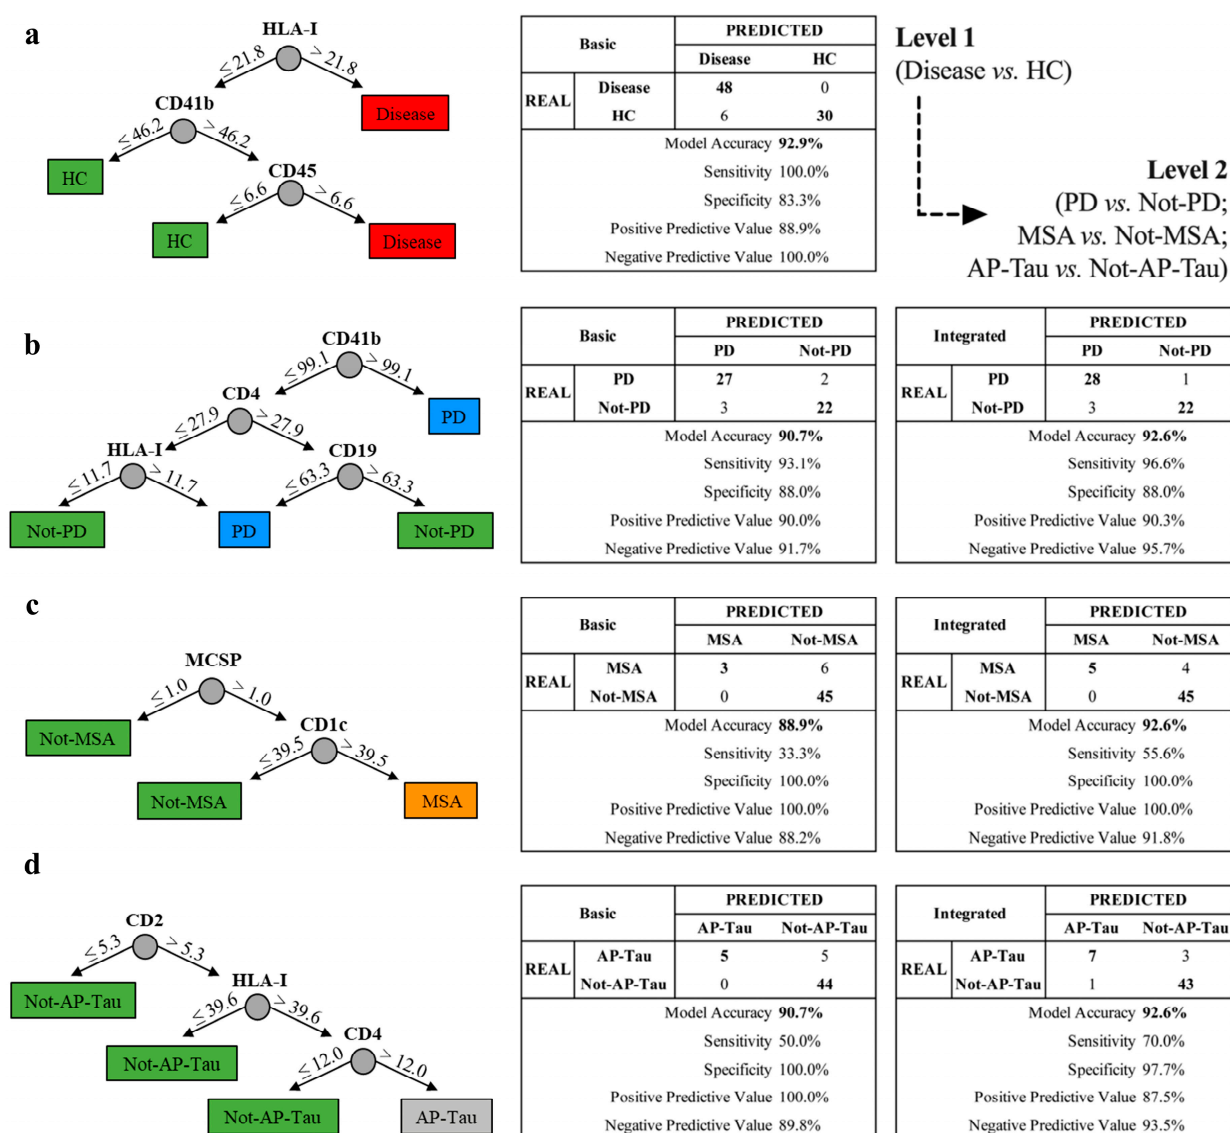 a
HLA-I
≤21.8 > 21.8
CD41b
Disease
≤46.2 > 46.2
HC
CD45
≤6.6 > 6.6
HC
Disease
Basic
PREDICTED
Disease HC
REAL
Disease 48 0
HC 6 30
Model Accuracy 92.9%
Sensitivity 100.0%
Specificity 83.3%
Positive Predictive Value 88.9%
Negative Predictive Value 100.0%
Level 1
(Disease vs. HC)
Level 2
(PD vs. Not-PD;
MSA vs. Not-MSA;
AP-Tau vs. Not-AP-Tau)
b
CD41b
≤99.1 > 99.1
CD4
PD
≤27.9 > 27.9
HLA-I
CD19
≤11.7 > 11.7
≤63.3 > 63.3
Not-PD
PD
Not-PD
Basic
PREDICTED
PD Not-PD
REAL
PD 27 2
Not-PD 3 22
Model Accuracy 90.7%
Sensitivity 93.1%
Specificity 88.0%
Positive Predictive Value 90.0%
Negative Predictive Value 91.7%
Integrated
PREDICTED
PD Not-PD
REAL
PD 28 1
Not-PD 3 22
Model Accuracy 92.6%
Sensitivity 96.6%
Specificity 88.0%
Positive Predictive Value 90.3%
Negative Predictive Value 95.7%
c
MCSP
≤1.0 > 1.0
Not-MSA
CD1c
≤39.5 > 39.5
Not-MSA
MSA
Basic
PREDICTED
MSA Not-MSA
REAL
MSA 3 6
Not-MSA 0 45
Model Accuracy 88.9%
Sensitivity 33.3%
Specificity 100.0%
Positive Predictive Value 100.0%
Negative Predictive Value 88.2%
Integrated
PREDICTED
MSA Not-MSA
REAL
MSA 5 4
Not-MSA 0 45
Model Accuracy 92.6%
Sensitivity 55.6%
Specificity 100.0%
Positive Predictive Value 100.0%
Negative Predictive Value 91.8%
d
CD2
≤5.3 > 5.3
Not-AP-Tau
HLA-I
≤39.6 > 39.6
Not-AP-Tau
CD4
≤12.0 > 12.0
Not-AP-Tau
AP-Tau
Basic
PREDICTED
AP-Tau Not-AP-Tau
REAL
AP-Tau 5 5
Not-AP-Tau 0 44
Model Accuracy 90.7%
Sensitivity 50.0%
Specificity 100.0%
Positive Predictive Value 100.0%
Negative Predictive Value 89.8%
Integrated
PREDICTED
AP-Tau Not-AP-Tau
REAL
AP-Tau 7 3
Not-AP-Tau 1 43
Model Accuracy 92.6%
Sensitivity 70.0%
Specificity 97.7%
Positive Predictive Value 87.5%
Negative Predictive Value 93.5%